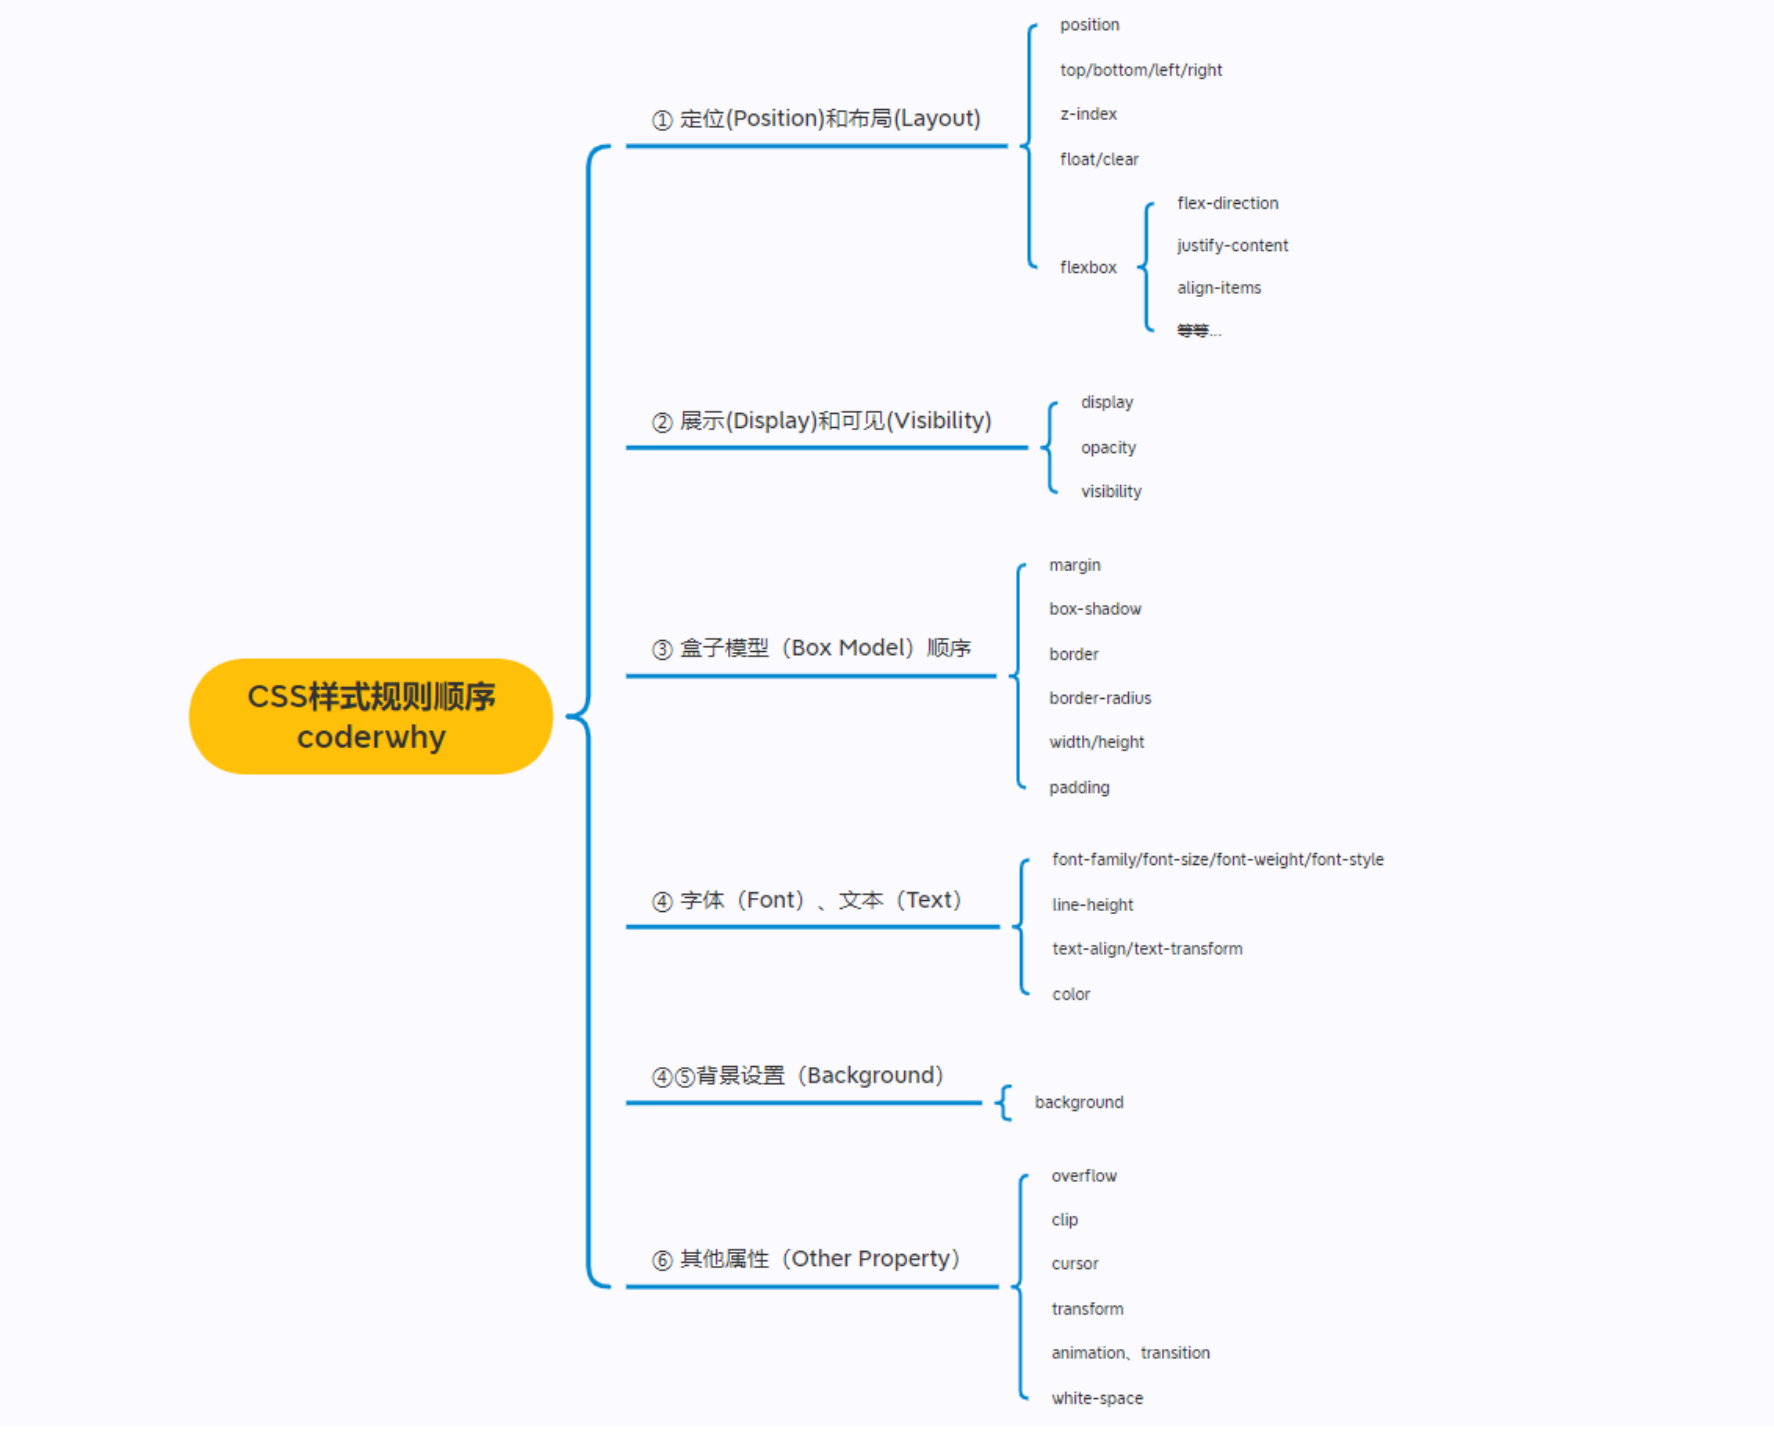 CSS样式规则顺序
coderwhy
① 定位(Position)和布局(Layout)
position
top/bottom/left/right
z-index
float/clear
flexbox
flex-direction
justify-content
align-items
等等...
② 展示(Display)和可见(Visibility)
display
opacity
visibility
③ 盒子模型（Box Model）顺序
margin
box-shadow
border
border-radius
width/height
padding
④ 字体（Font）、文本（Text）
font-family/font-size/font-weight/font-style
line-height
text-align/text-transform
color
④⑤背景设置（Background）
background
⑥ 其他属性（Other Property）
overflow
clip
cursor
transform
animation、transition
white-space